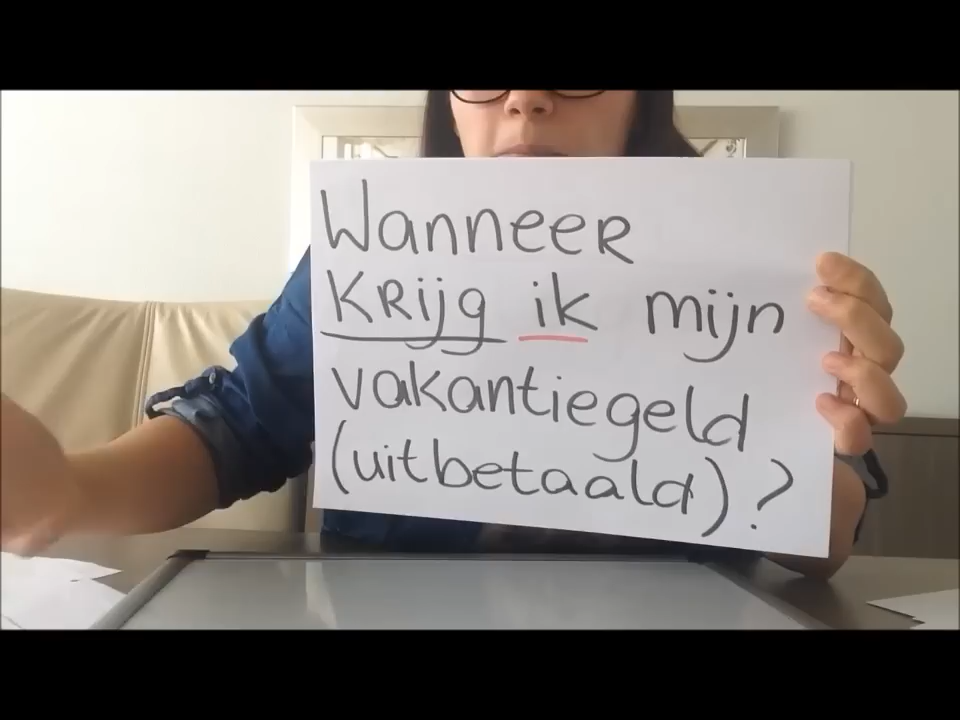 Wanneer
krijg ik mijn
vakantiegeld
(uitbetaald)?